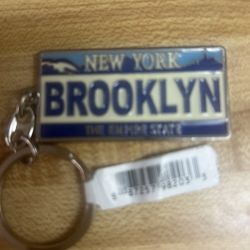 NEW YORK
BROOKLYN
THE EMPIRE STATE